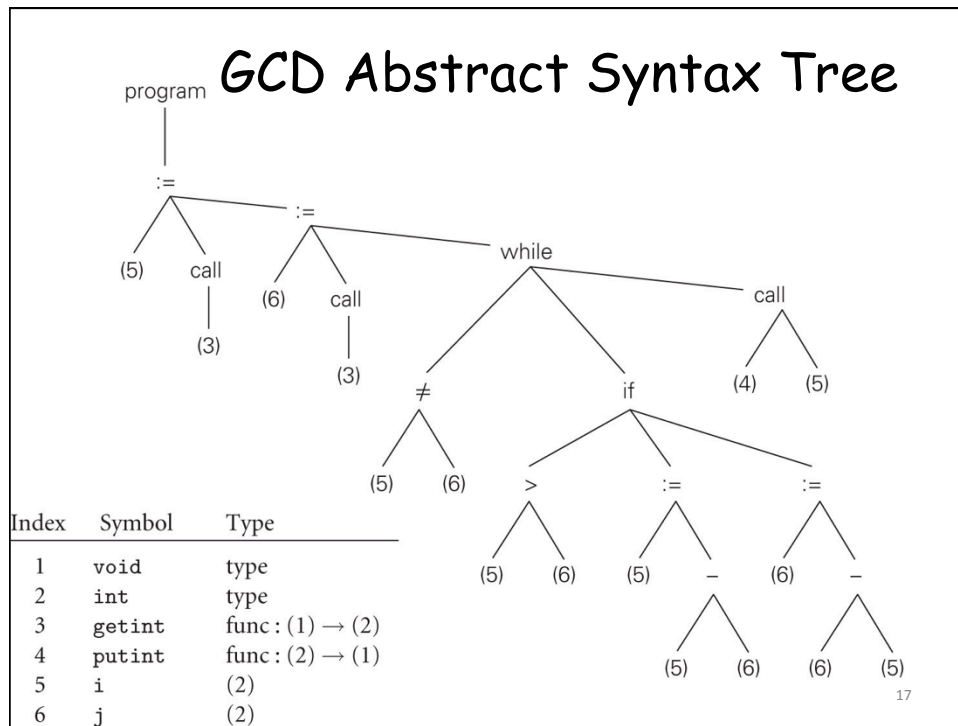 GCD Abstract Syntax Tree
program
:=
:=
while
(5) call
(6) call
call
(3)
(3)
≠ if
(4) (5)
(5) (6)
> := :=
(5) (6) (5) – (6) –
(5) (6) (6) (5)
Index Symbol Type
1 void type
2 int type
3 getint func : (1) → (2)
4 putint func : (2) → (1)
5 i (2)
6 j (2)
17